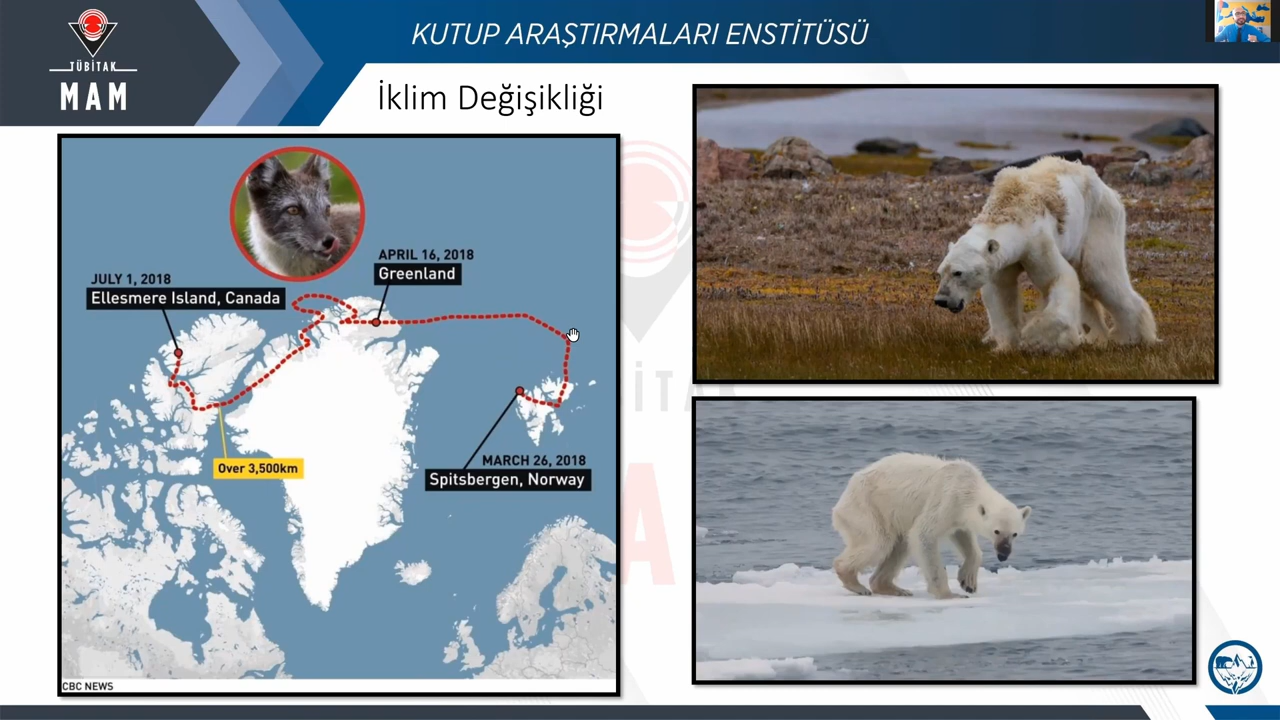 TÜBİTAK
MAM
KUTUP ARAŞTIRMALARI ENSTİTÜSÜ
İklim Değişikliği
APRIL 16, 2018
Greenland
JULY 1, 2018
Ellesmere Island, Canada
Over 3,500km
MARCH 26, 2018
Spitsbergen, Norway
CBC NEWS